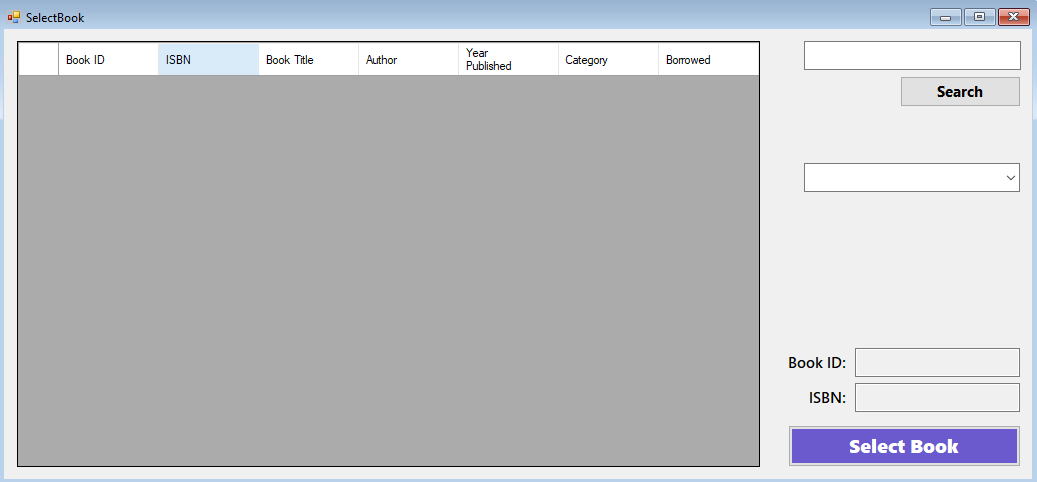 SelectBook
Book ID
ISBN
Book Title
Author
Year
Published
Category
Borrowed
Search
Book ID:
ISBN:
Select Book